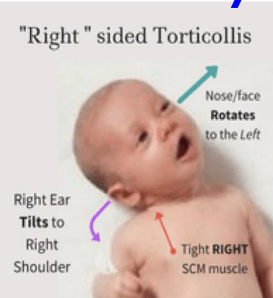 "Right " sided Torticollis
Nose/face
Rotates
to the Left
Right Ear
Tilts to
Right
Shoulder
Tight RIGHT
SCM muscle